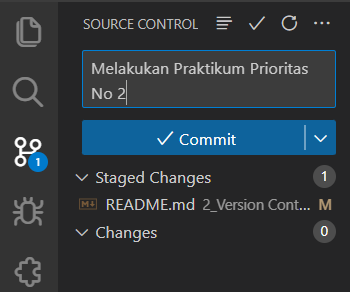 SOURCE CONTROL
Melakukan Praktikum Prioritas
No 2
Commit
1
Staged Changes 1
README.md 2_Version Cont... M
Changes 0